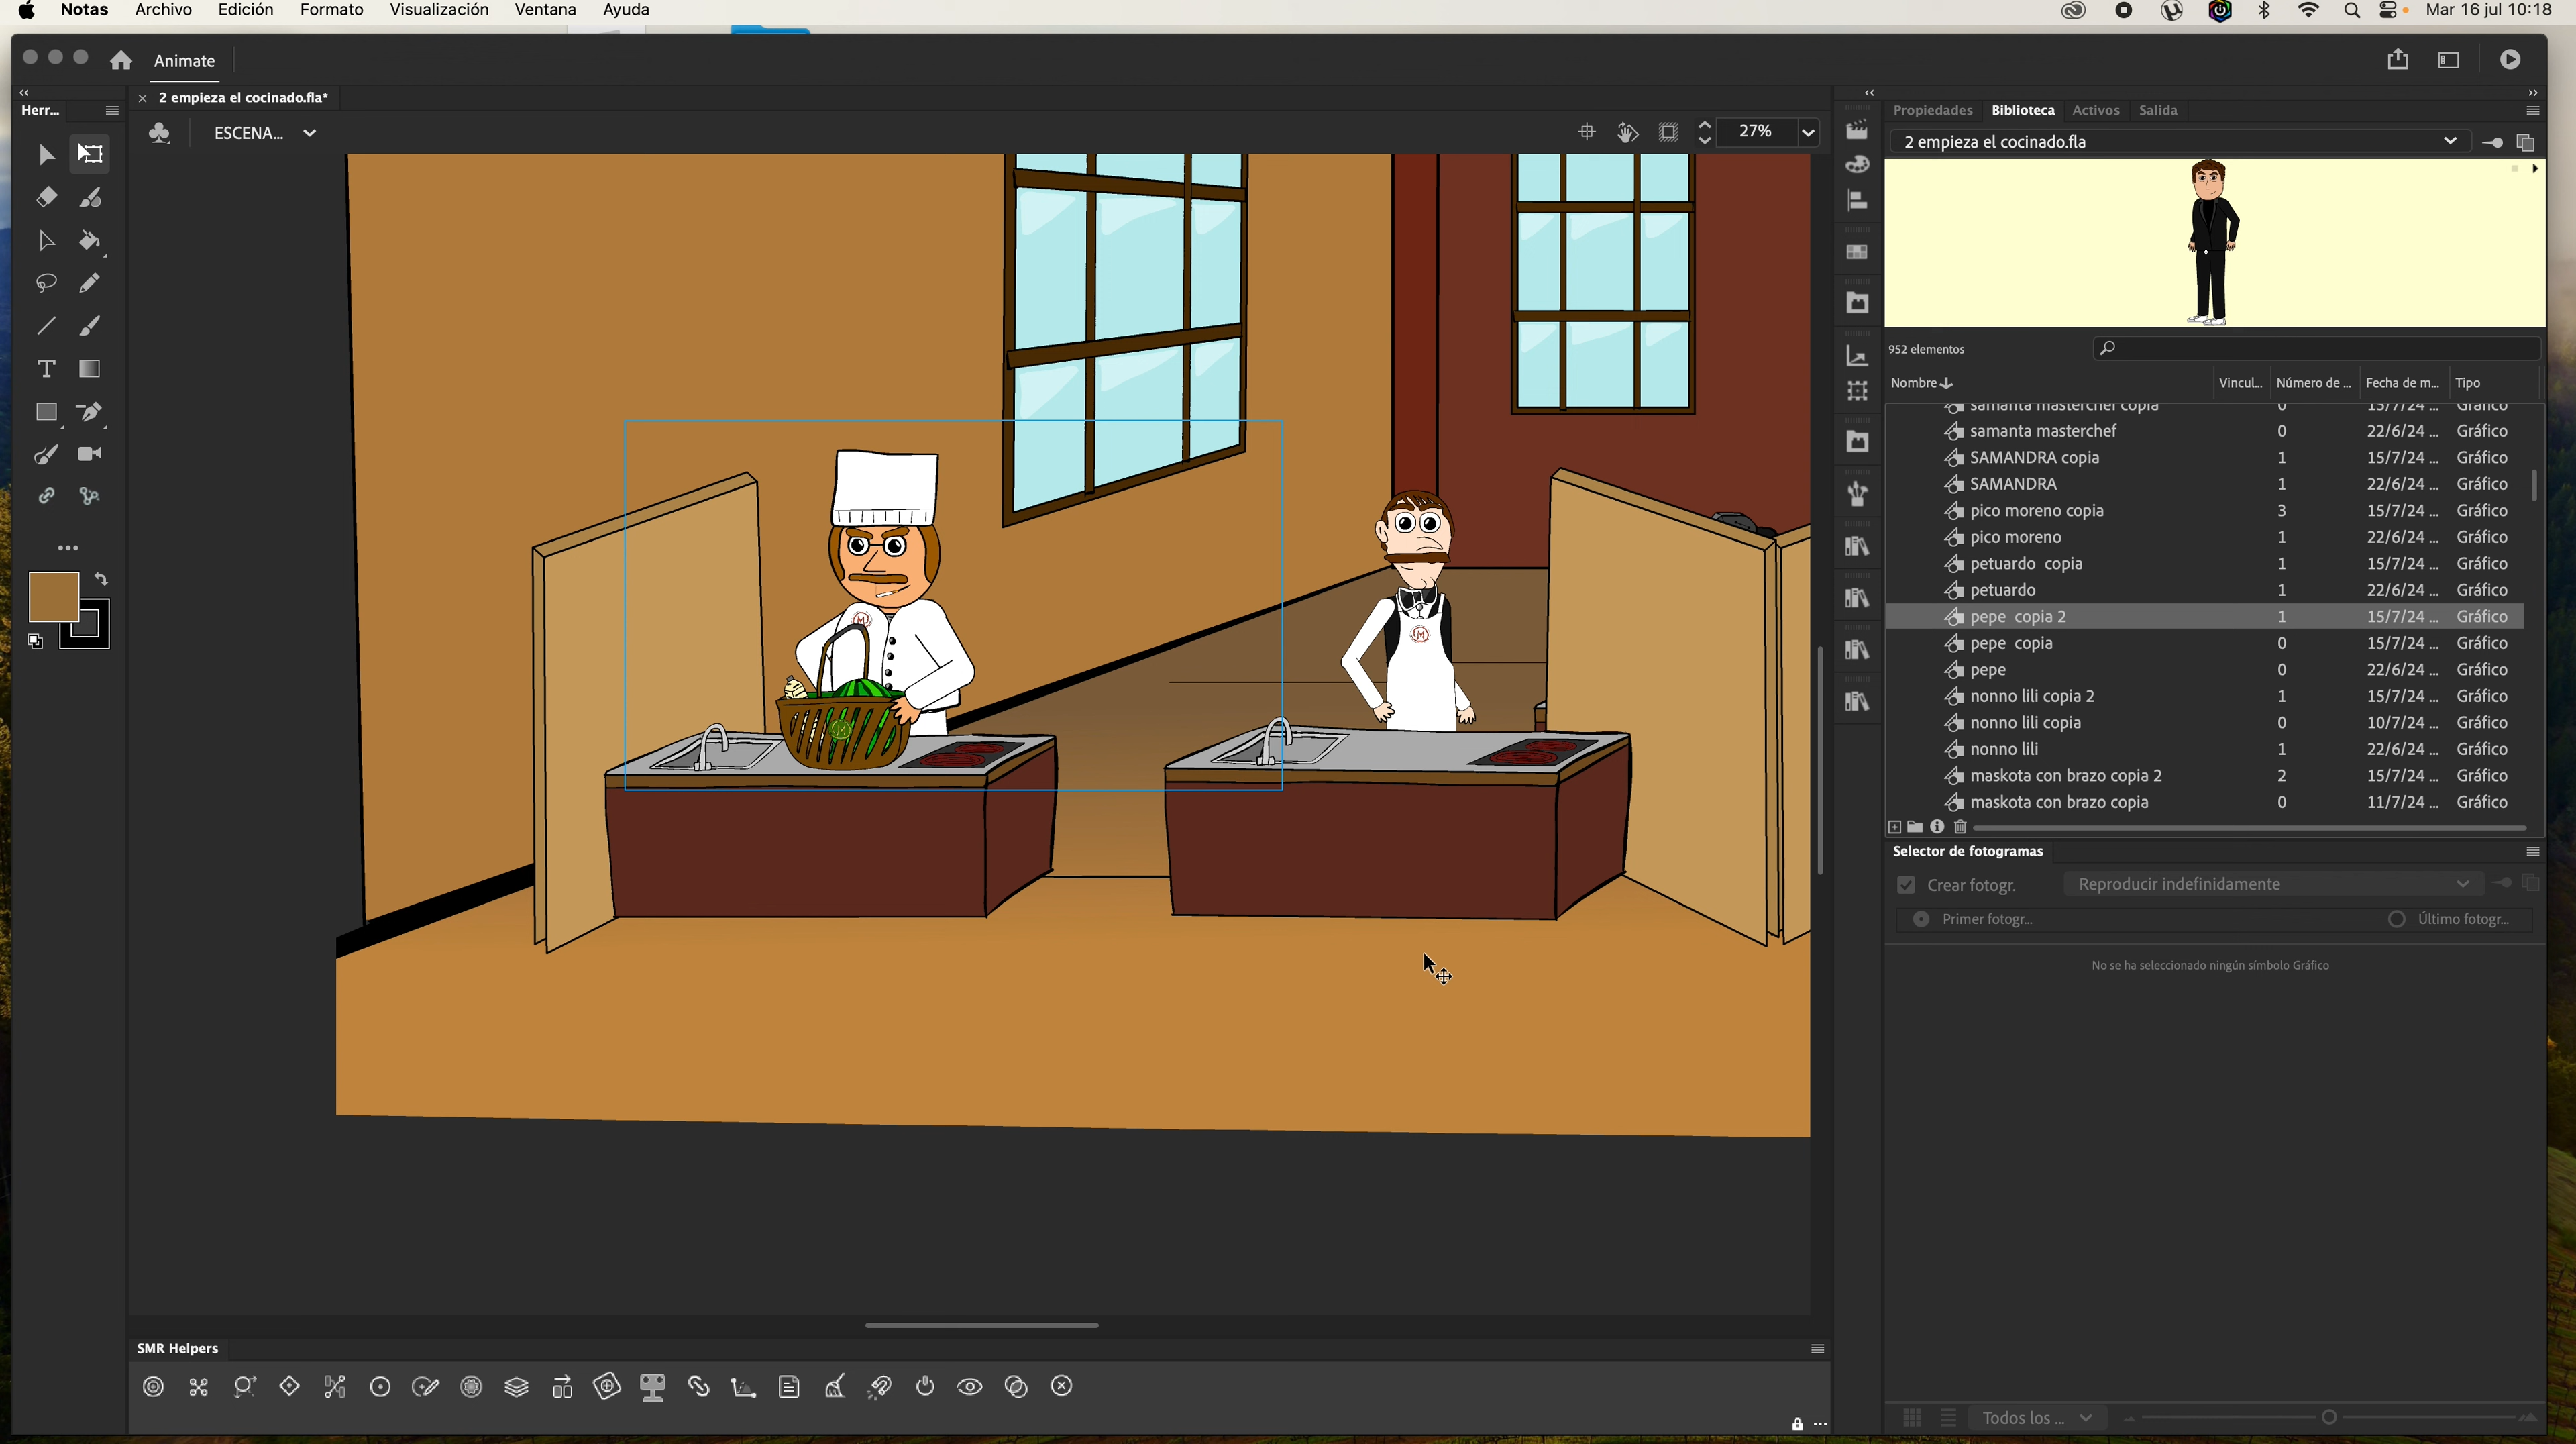 Notas Archivo Edición Formato Visualización Ventana Ayuda Mar 16 jul 10:18
Animate
Herr...
2 empieza el cocinado.fla*
ESCENA...
27%
Propiedades Biblioteca Activos Salida
2 empieza el cocinado.fla
952 elementos
Nombre Vincul... Número de ... Fecha de m... Tipo
samanta masterchef copia 0 15/7/24 ... Gráfico
samanta masterchef 0 22/6/24 ... Gráfico
SAMANDRA copia 1 15/7/24 ... Gráfico
SAMANDRA 1 22/6/24 ... Gráfico
pico moreno copia 3 15/7/24 ... Gráfico
pico moreno 1 22/6/24 ... Gráfico
petuardo copia 1 15/7/24 ... Gráfico
petuardo 1 22/6/24 ... Gráfico
pepe copia 2 1 15/7/24 ... Gráfico
pepe copia 0 15/7/24 ... Gráfico
pepe 0 22/6/24 ... Gráfico
nonno lili copia 2 1 15/7/24 ... Gráfico
nonno lili copia 0 10/7/24 ... Gráfico
nonno lili 1 22/6/24 ... Gráfico
maskota con brazo copia 2 2 15/7/24 ... Gráfico
maskota con brazo copia 0 11/7/24 ... Gráfico
Selector de fotogramas
Crear fotogr. Reproducir indefinidamente
Primer fotogr... Último fotogr...
No se ha seleccionado ningún símbolo Gráfico
SMR Helpers
Todos los ...